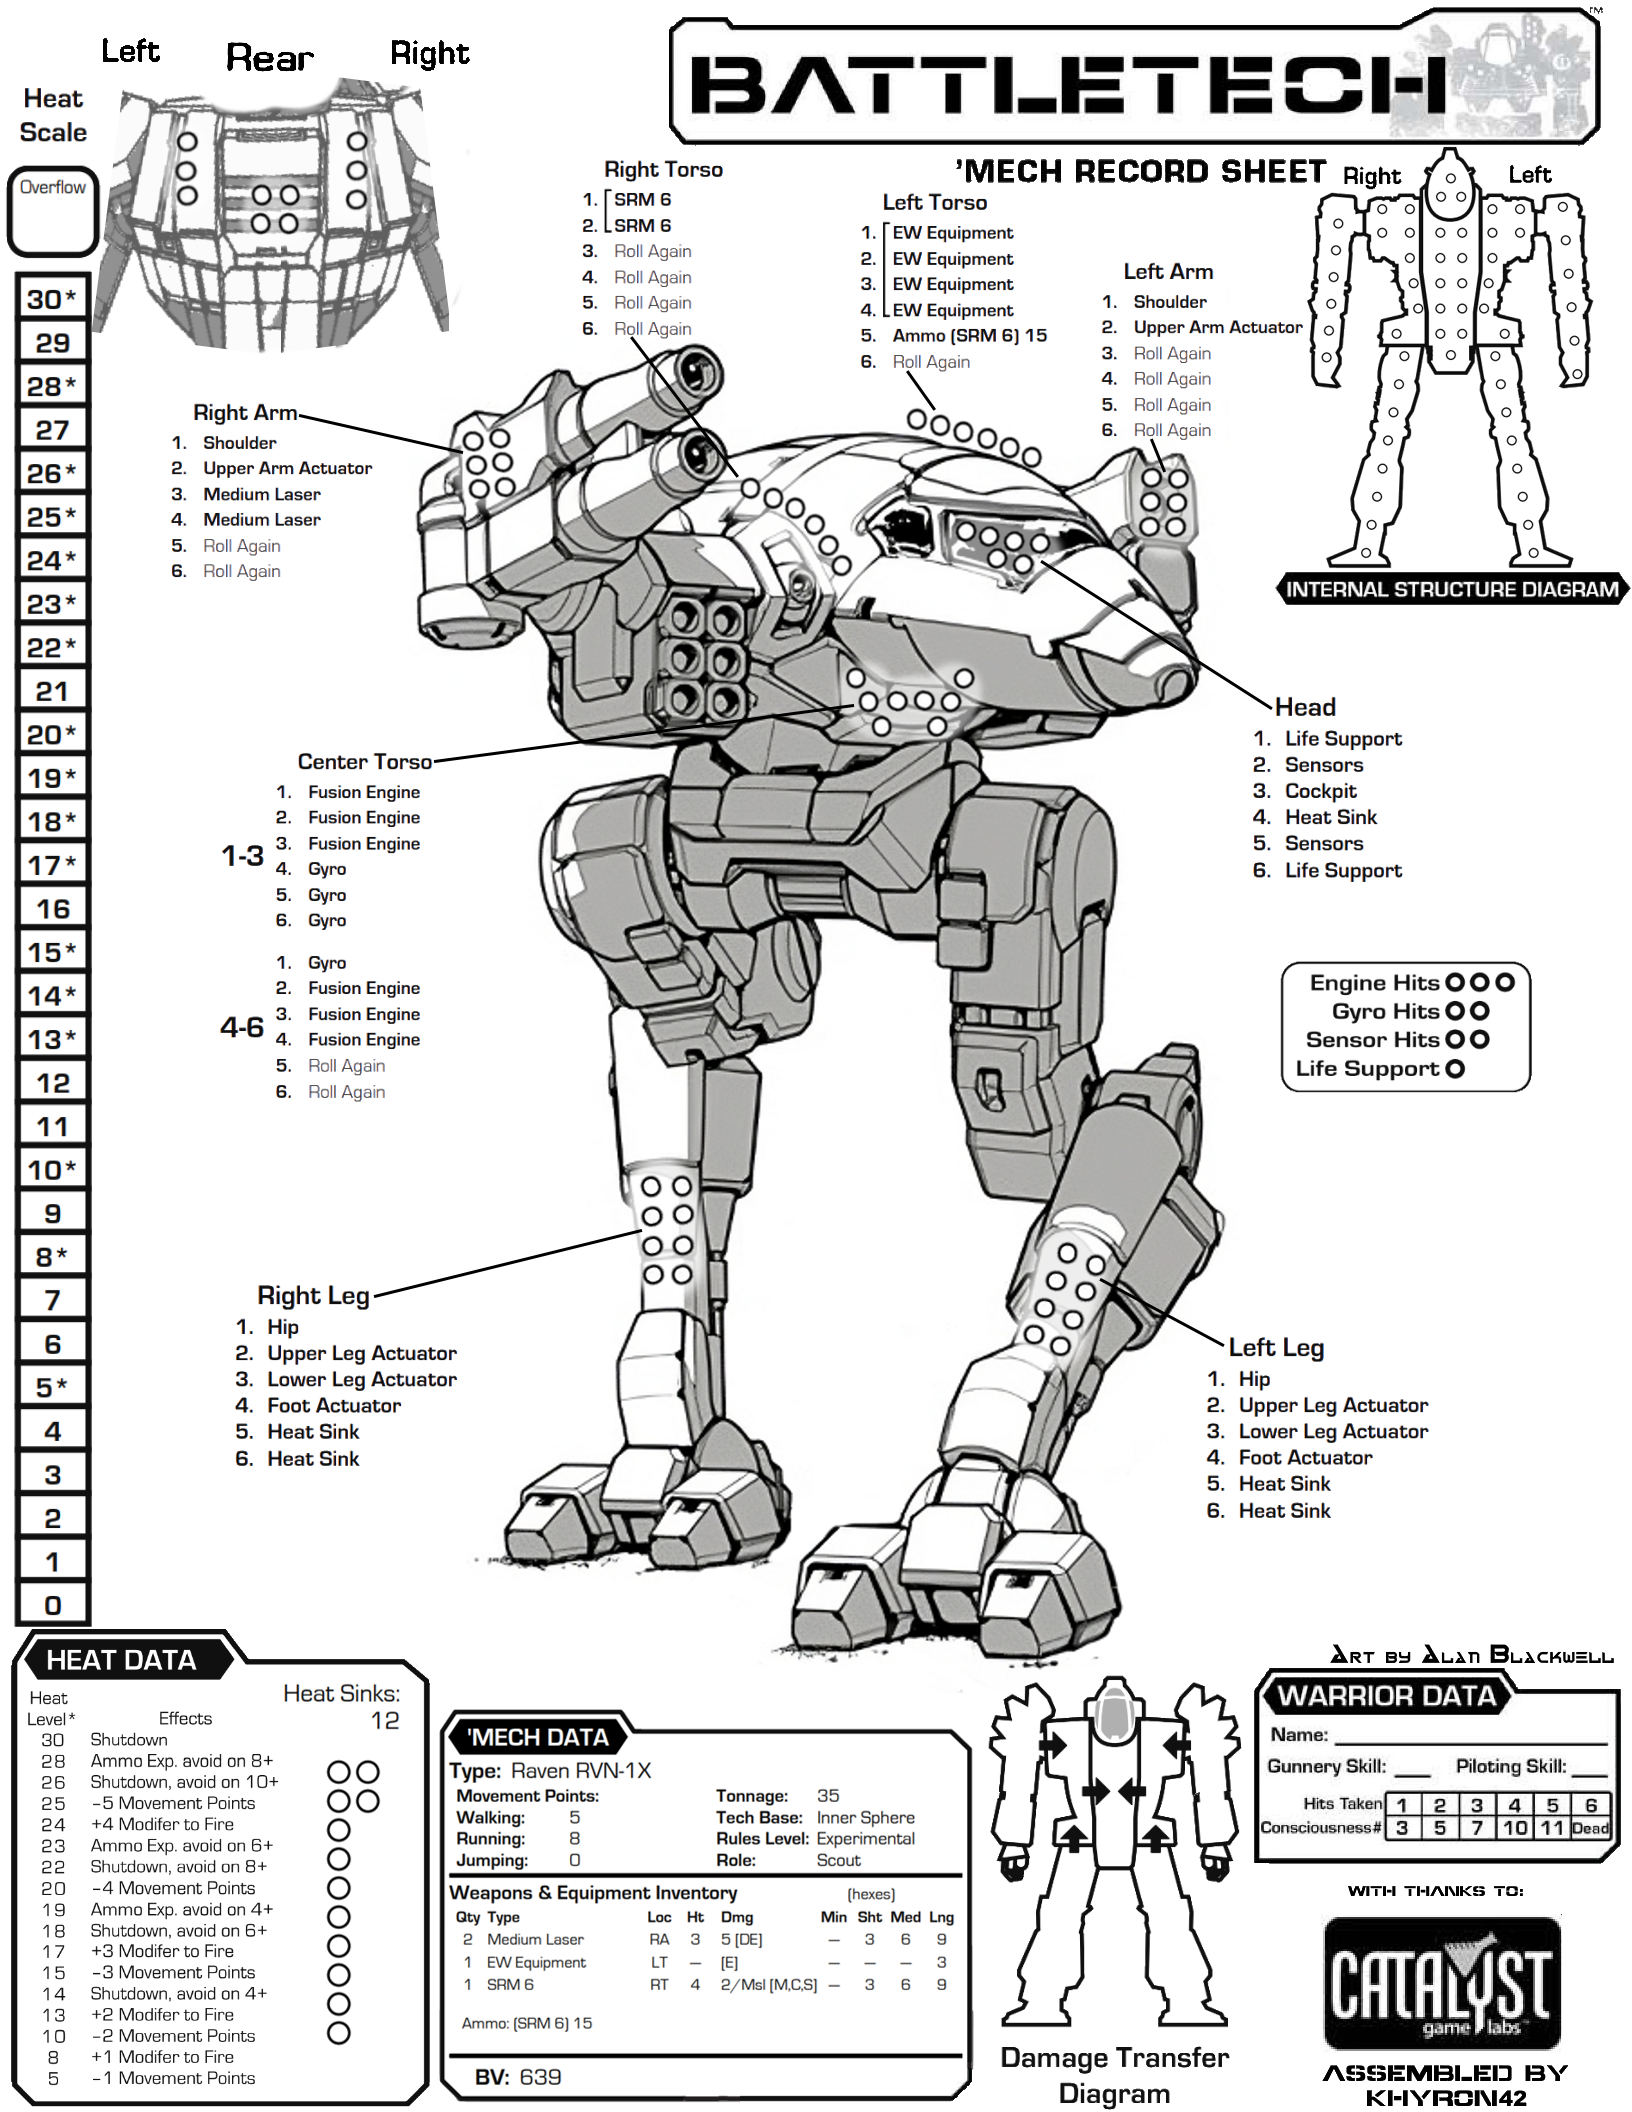 Left Rear Right
Heat
Scale
Overflow
30*
29
28*
27
26*
25*
24*
23*
22*
21
20*
19*
18*
17*
16
15*
14*
13*
12
11
10*
9
8*
7
6
5*
4
3
2
1
0
BATTLETECH
TM
'MECH RECORD SHEET
Right Left
INTERNAL STRUCTURE DIAGRAM
Right Torso
1. SRM 6
2. SRM 6
3. Roll Again
4. Roll Again
5. Roll Again
6. Roll Again
Left Torso
1. EW Equipment
2. EW Equipment
3. EW Equipment
4. EW Equipment
5. Ammo (SRM 6) 15
6. Roll Again
Left Arm
1. Shoulder
2. Upper Arm Actuator
3. Roll Again
4. Roll Again
5. Roll Again
6. Roll Again
Right Arm
1. Shoulder
2. Upper Arm Actuator
3. Medium Laser
4. Medium Laser
5. Roll Again
6. Roll Again
Head
1. Life Support
2. Sensors
3. Cockpit
4. Heat Sink
5. Sensors
6. Life Support
Center Torso
1-3
1. Fusion Engine
2. Fusion Engine
3. Fusion Engine
4. Gyro
5. Gyro
6. Gyro
4-6
1. Gyro
2. Fusion Engine
3. Fusion Engine
4. Fusion Engine
5. Roll Again
6. Roll Again
Engine Hits
Gyro Hits
Sensor Hits
Life Support
Right Leg
1. Hip
2. Upper Leg Actuator
3. Lower Leg Actuator
4. Foot Actuator
5. Heat Sink
6. Heat Sink
Left Leg
1. Hip
2. Upper Leg Actuator
3. Lower Leg Actuator
4. Foot Actuator
5. Heat Sink
6. Heat Sink
HEAT DATA
Heat Sinks:
12
Heat
Level* Effects
30 Shutdown
28 Ammo Exp. avoid on 8+
26 Shutdown, avoid on 10+
25 -5 Movement Points
24 +4 Modifer to Fire
23 Ammo Exp. avoid on 6+
22 Shutdown, avoid on 8+
20 -4 Movement Points
19 Ammo Exp. avoid on 4+
18 Shutdown, avoid on 6+
17 +3 Modifer to Fire
15 -3 Movement Points
14 Shutdown, avoid on 4+
13 +2 Modifer to Fire
10 -2 Movement Points
8 +1 Modifer to Fire
5 -1 Movement Points
'MECH DATA
Type: Raven RVN-1X
Movement Points: Tonnage: 35
Walking: 5 Tech Base: Inner Sphere
Running: 8 Rules Level: Experimental
Jumping: 0 Role: Scout
Weapons & Equipment Inventory (hexes)
Qty Type Loc Ht Dmg Min Sht Med Lng
2 Medium Laser RA 3 5 [DE] — 3 6 9
1 EW Equipment LT — [E] — — — 3
1 SRM 6 RT 4 2/Msl [M,C,S] — 3 6 9
Ammo: (SRM 6) 15
BV: 639
Damage Transfer
Diagram
Art by Alan Blackwell
WARRIOR DATA
Name:
Gunnery Skill: Piloting Skill:
Hits Taken 1 2 3 4 5 6
Consciousness# 3 5 7 10 11 Dead
WITH THANKS TO:
CATALYST
game labs
ASSEMBLED BY
KHYRON42